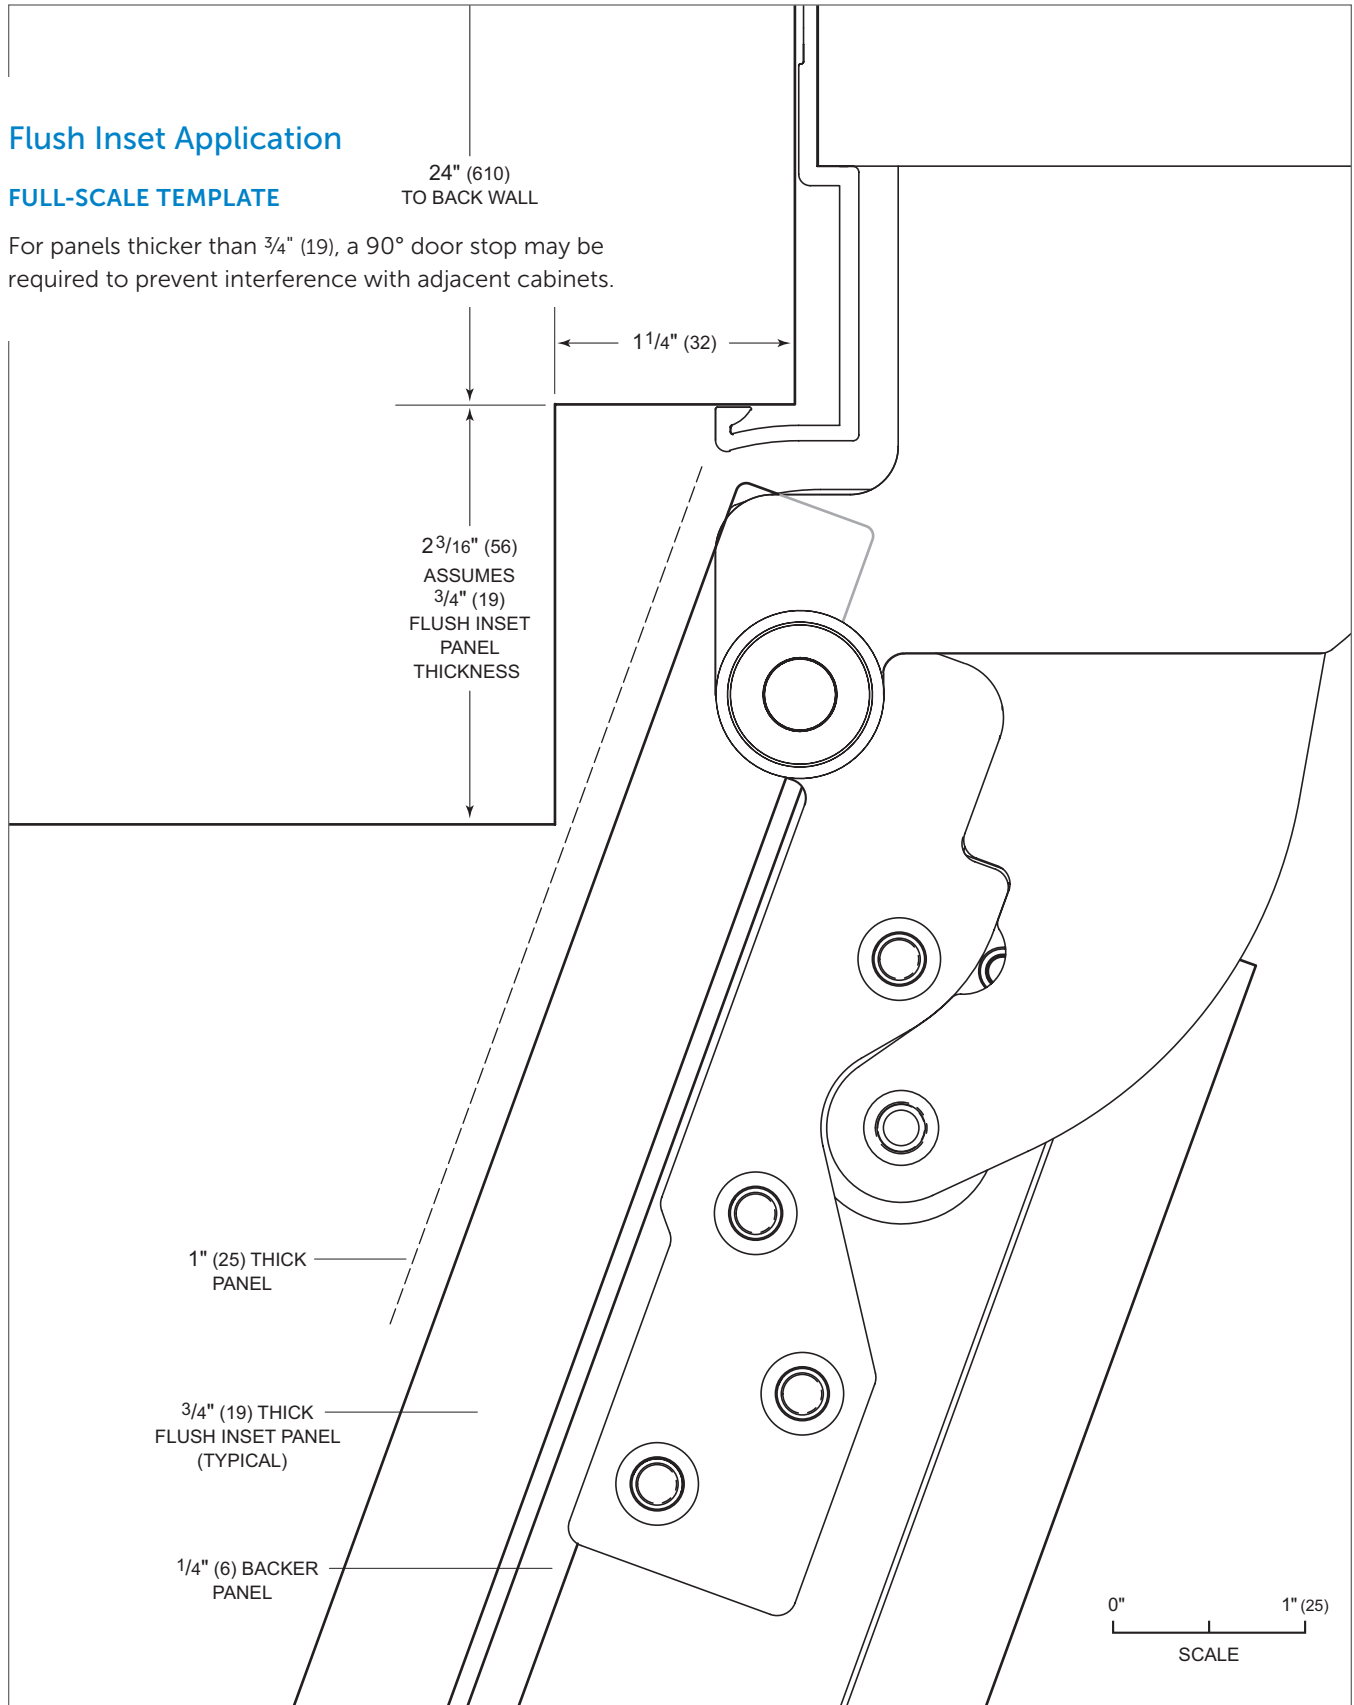 Flush Inset Application
FULL-SCALE TEMPLATE
For panels thicker than 3/4" (19), a 90° door stop may be
required to prevent interference with adjacent cabinets.
24" (610)
TO BACK WALL
1 1/4" (32)
2 3/16" (56)
ASSUMES
3/4" (19)
FLUSH INSET
PANEL
THICKNESS
1" (25) THICK
PANEL
3/4" (19) THICK
FLUSH INSET PANEL
(TYPICAL)
1/4" (6) BACKER
PANEL
0" 1" (25)
SCALE